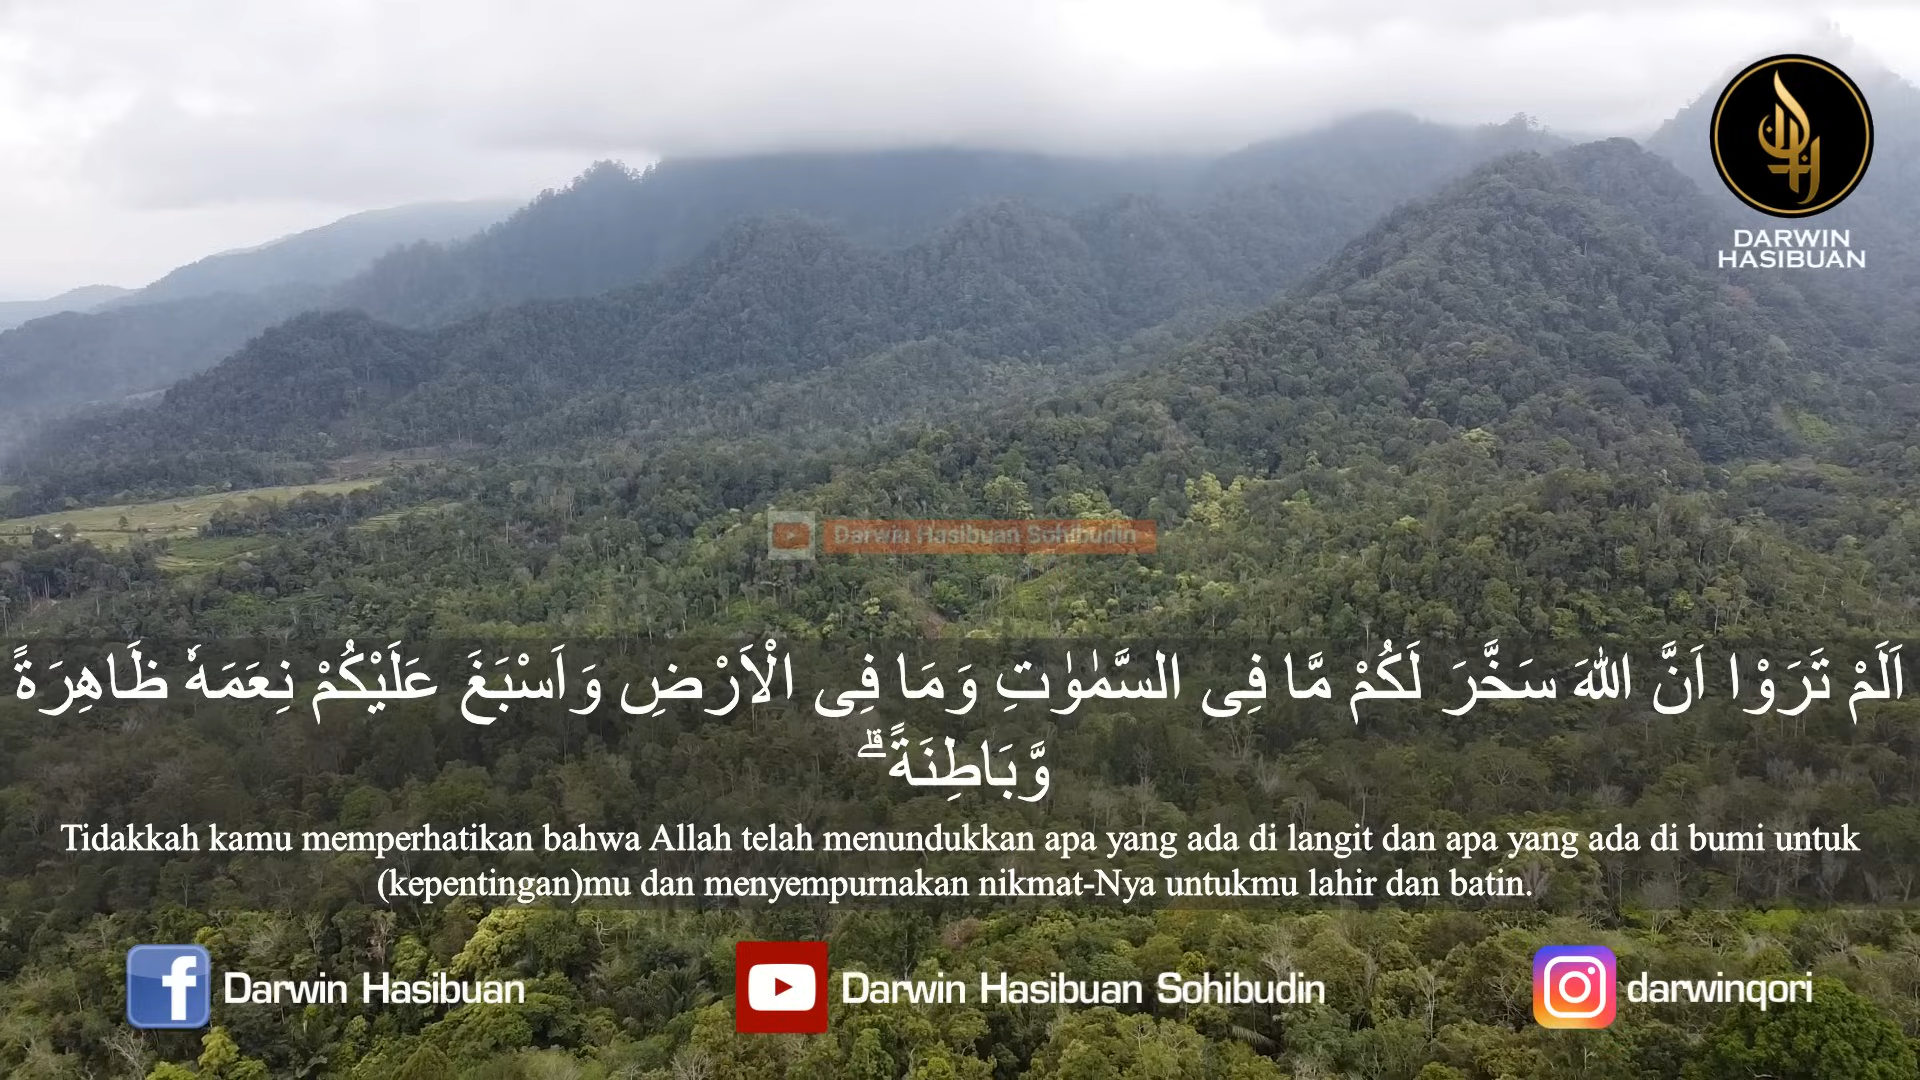 DARWIN
HASIBUAN
Darwin Hasibuan Sohibudin
اَلَمْ تَرَوْا اَنَّ اللّٰهَ سَخَّرَ لَكُمْ مَّا فِى السَّمٰوٰتِ وَمَا فِى الْاَرْضِ وَاَسْبَغَ عَلَيْكُمْ نِعَمَهٗ ظَاهِرَةً
وَّبَاطِنَةً ۗ
Tidakkah kamu memperhatikan bahwa Allah telah menundukkan apa yang ada di langit dan apa yang ada di bumi untuk
(kepentingan)mu dan menyempurnakan nikmat-Nya untukmu lahir dan batin.
Darwin Hasibuan
Darwin Hasibuan Sohibudin
darwinqori